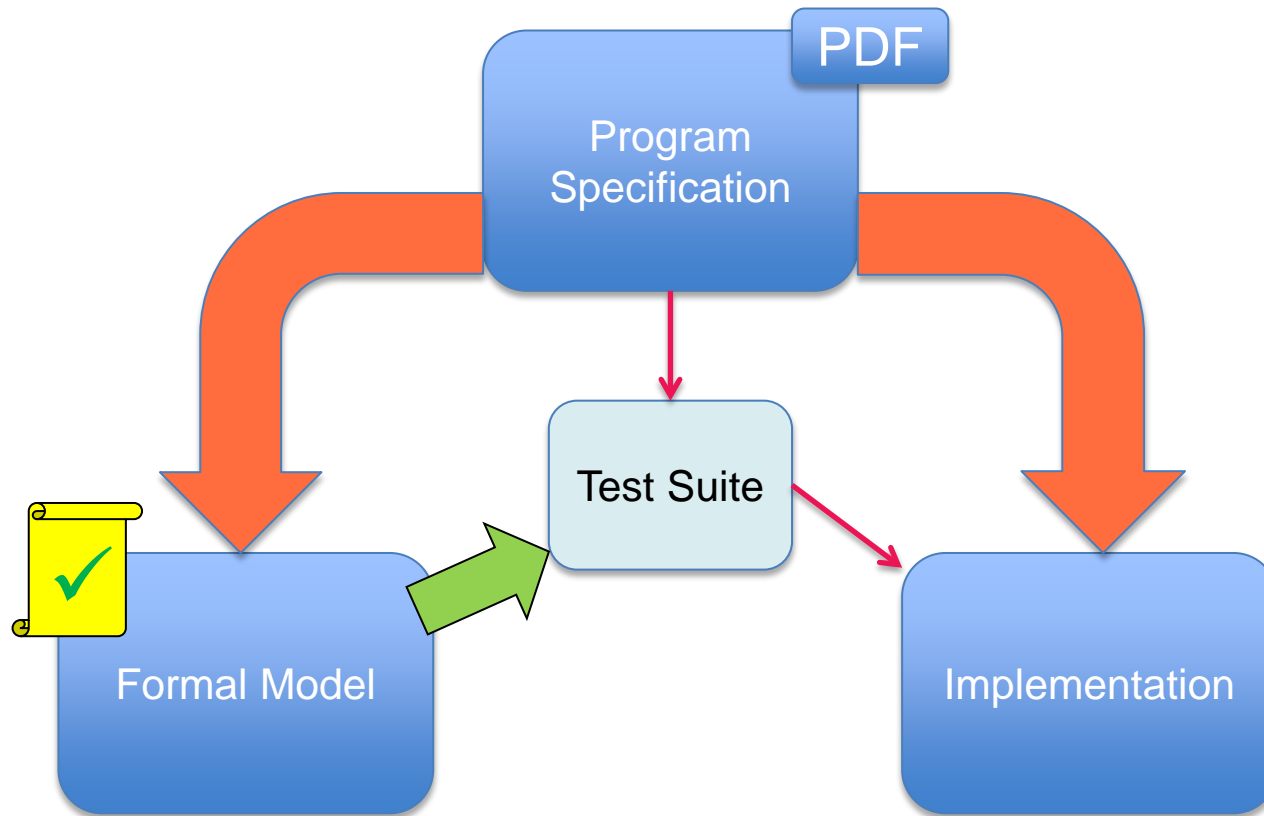 PDF
Program
Specification
Test Suite
Formal Model
Implementation